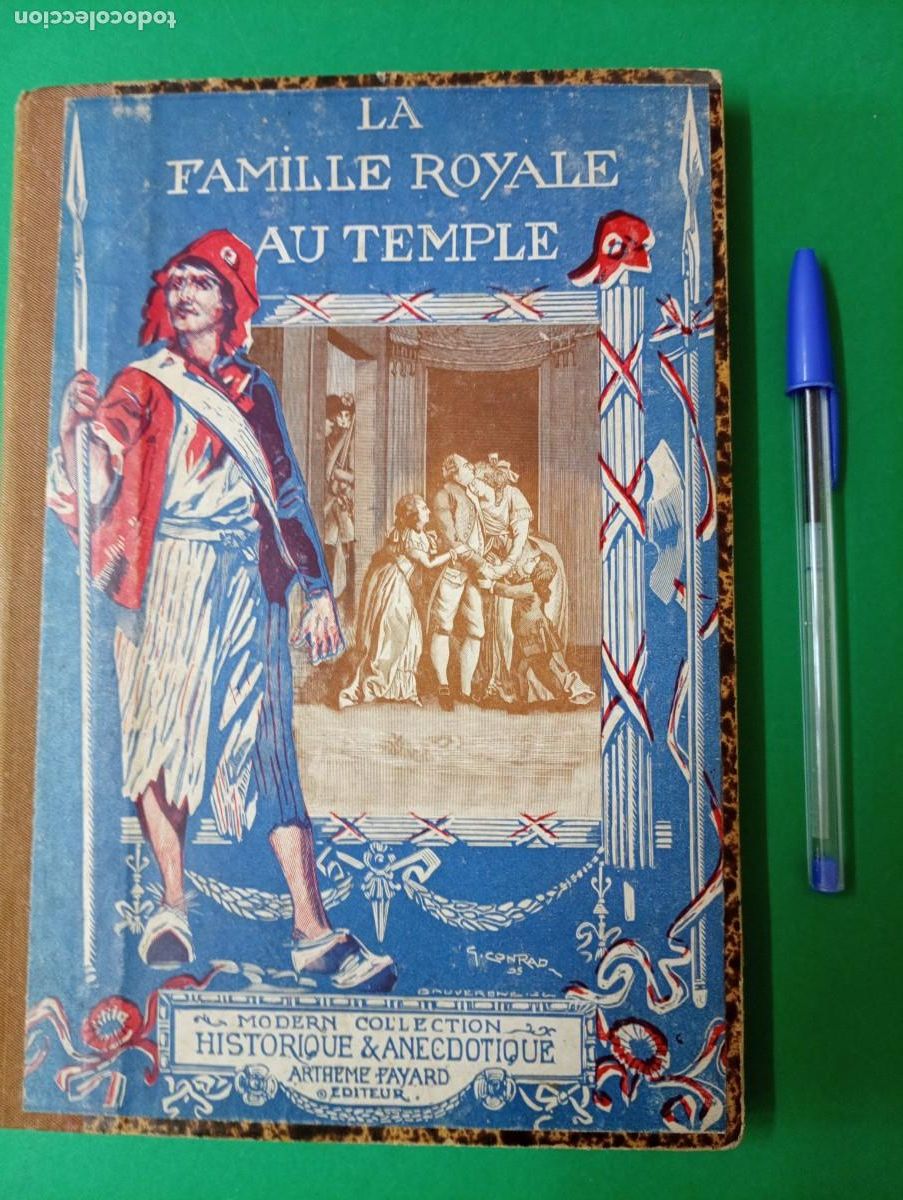 todocoleccion
LA
FAMILLE ROYALE
AU TEMPLE
G. CONRAD
MODERN COLLECTION
HISTORIQUE & ANECDOTIQUE
ARTHEME FAYARD
EDITEUR.